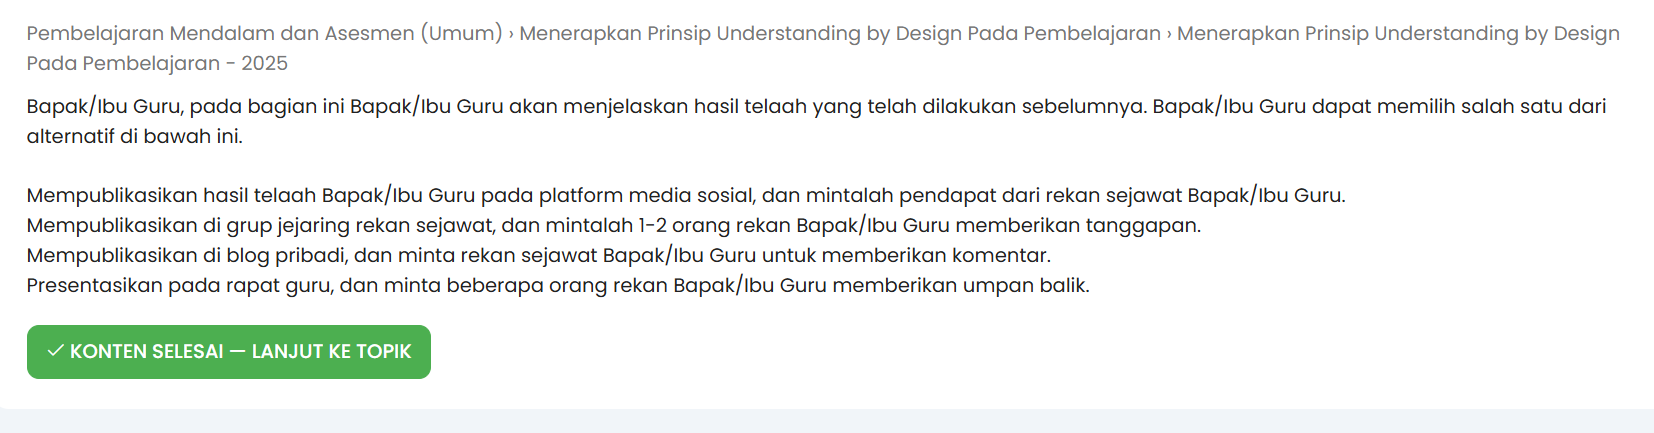 Pembelajaran Mendalam dan Asesmen (Umum) › Menerapkan Prinsip Understanding by Design Pada Pembelajaran › Menerapkan Prinsip Understanding by Design
Pada Pembelajaran - 2025
Bapak/Ibu Guru, pada bagian ini Bapak/Ibu Guru akan menjelaskan hasil telaah yang telah dilakukan sebelumnya. Bapak/Ibu Guru dapat memilih salah satu dari
alternatif di bawah ini.
Mempublikasikan hasil telaah Bapak/Ibu Guru pada platform media sosial, dan mintalah pendapat dari rekan sejawat Bapak/Ibu Guru.
Mempublikasikan di grup jejaring rekan sejawat, dan mintalah 1-2 orang rekan Bapak/Ibu Guru memberikan tanggapan.
Mempublikasikan di blog pribadi, dan minta rekan sejawat Bapak/Ibu Guru untuk memberikan komentar.
Presentasikan pada rapat guru, dan minta beberapa orang rekan Bapak/Ibu Guru memberikan umpan balik.
✓ KONTEN SELESAI — LANJUT KE TOPIK